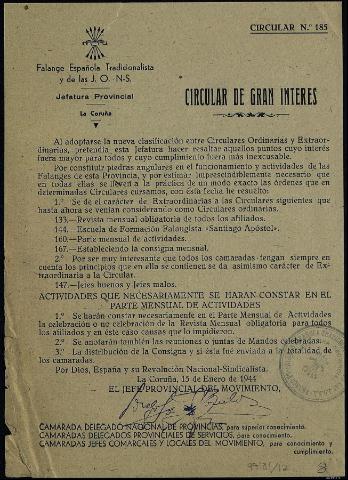 CIRCULAR N.º 185
Falange Española Tradicionalista
y de las J. O. N-S.
Jefatura Provincial
La Coruña
CIRCULAR DE GRAN INTERES
Al adoptarse la nueva clasificación entre Circulares Ordinarias y Extraor-
dinarias, pretendía esta Jefatura hacer resaltar aquellos puntos cuyo interés
fuera mayor para todos y cuyo cumplimiento fuera más inexcusable.
Por constituir piedras angulares en el funcionamiento y actividades de las
Falanges de esta Provincia, y por estimar imprescindiblemente necesario que
en todas ellas se lleven a la práctica de un modo exacto las órdenes que en
determinadas Circulares cursamos, con esta fecha he resuelto:
1.º Se de el carácter de Extraordinarias a las Circulares siguientes que
hasta ahora se venían considerando como Circulares ordinarias.
133.—Revista mensual obligatoria de todos los afiliados.
144. Escuela de Formación Falangista «Santiago Apóstol».
160.—Parte mensual de actividades.
167.—Estableciendo la consigna mensual.
2.º Por ser muy interesante que todos los camaradas tengan siempre en
cuenta los principios que en ella se contienen se da asimismo carácter de Ex-
traordinaria a la Circular.
147.—Jefes buenos y Jefes malos.
ACTIVIDADES QUE NECESARIAMENTE SE HARAN CONSTAR EN EL
PARTE MENSUAL DE ACTIVIDADES
1.º Se harán constar necesariamente en el Parte Mensual de Actividades
la celebración o no celebración de la Revista Mensual obligatoria para todos
los afiliados y en éste caso causas que lo impidieron.
2.º Se anotarán también las reuniones o juntas de Mandos celebradas.
3.º La distribución de la Consigna y si ésta fué enviada a la totalidad de
los camaradas.
Por Dios, España y su Revolución Nacional-Sindicalista.
La Coruña, 15 de Enero de 1944
EL JEFE PROVINCIAL DEL MOVIMIENTO,
CAMARADA DELEGADO NACIONAL DE PROVINCIAS, para superior conocimiento.
CAMARADAS DELEGADOS PROVINCIALES DE SERVICIOS, para conocimiento.
CAMARADAS JEFES COMARCALES Y LOCALES DEL MOVIMIENTO, para conocimiento y
cumplimiento.